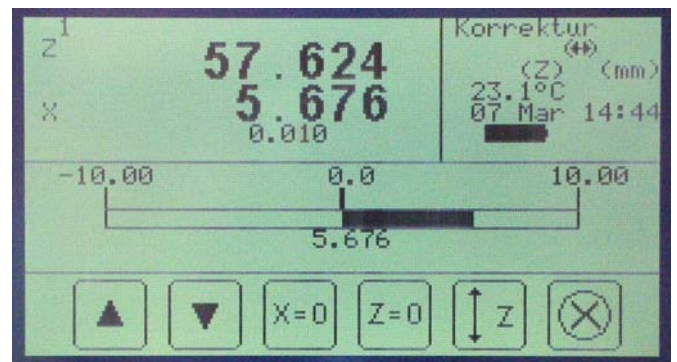 1
Z 57.624
X 5.676
0.010
Korrektur
(Z) (mm)
23.1°C
07 Mar 14:44
-10.00 0.0 10.00
5.676
X=0 Z=0 Z